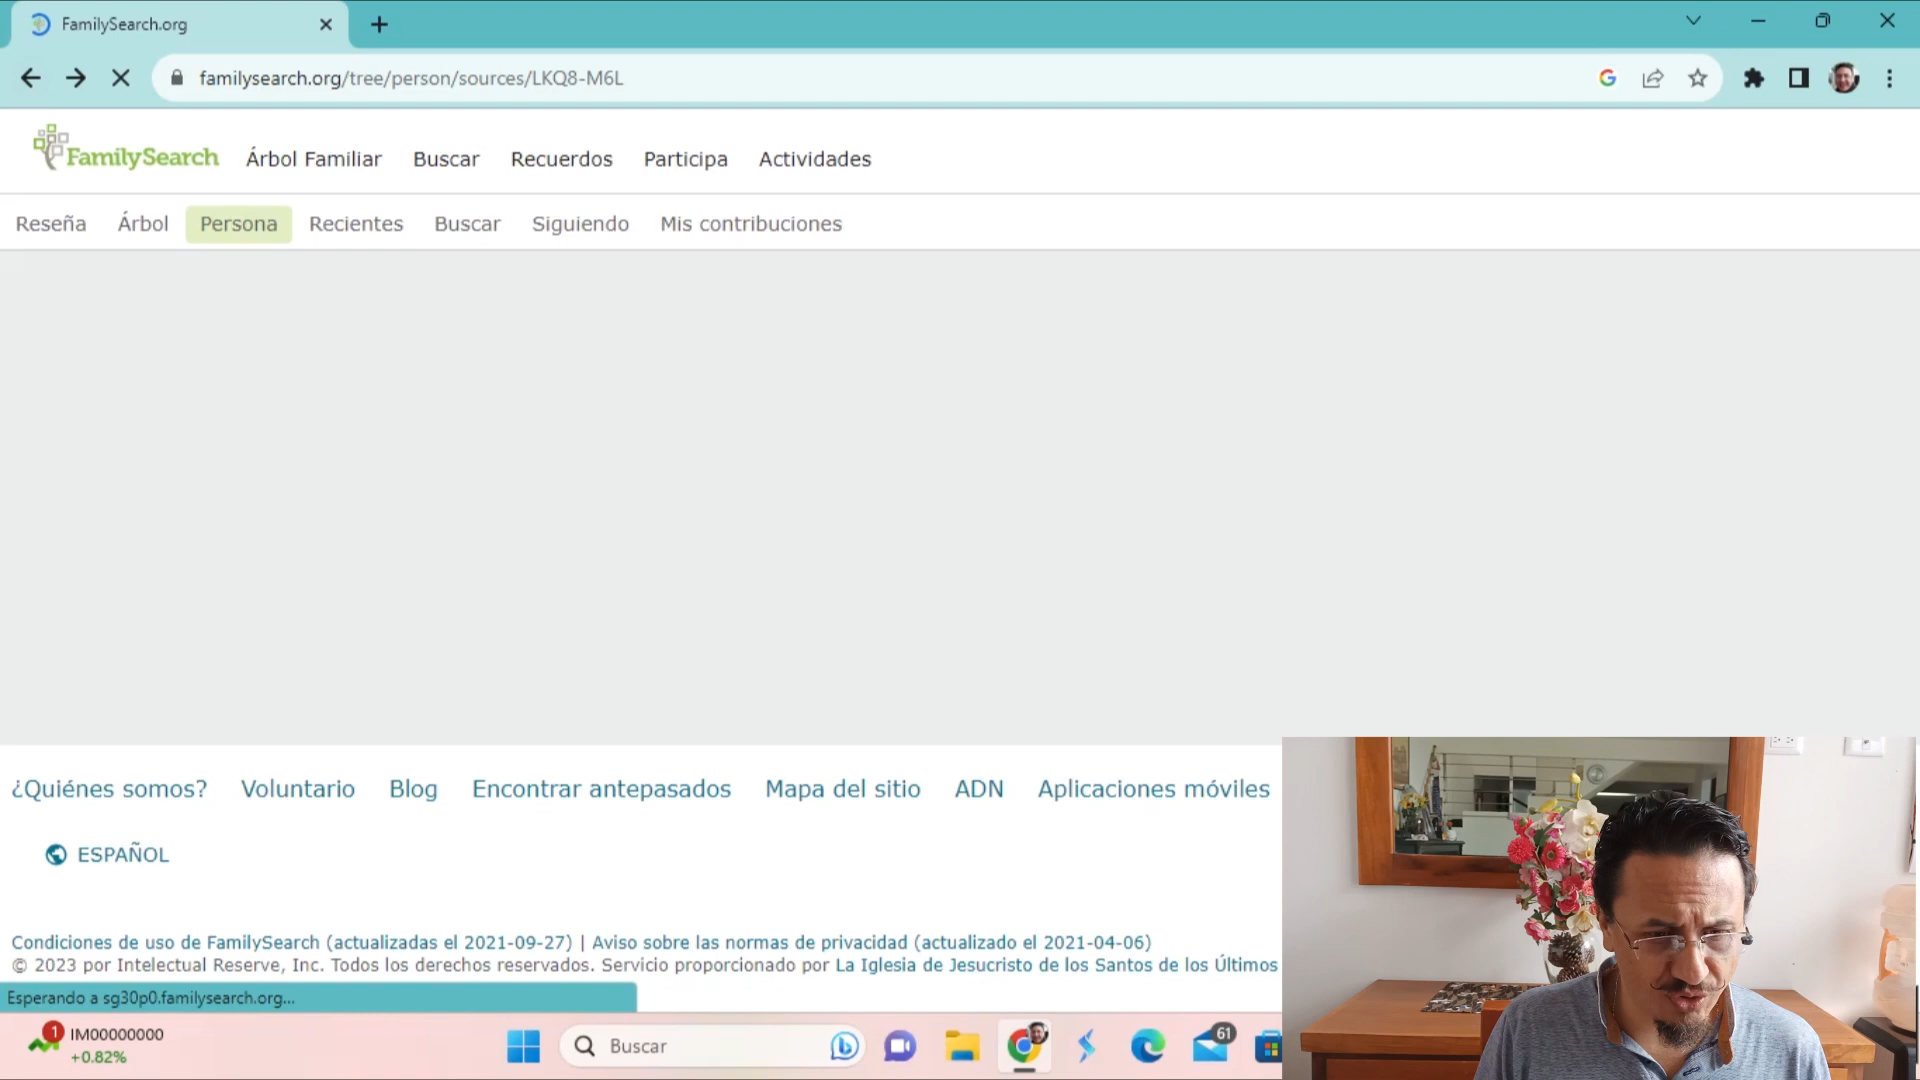 FamilySearch.org
familysearch.org/tree/person/sources/LKQ8-M6L
FamilySearch Árbol Familiar Buscar Recuerdos Participa Actividades
Reseña Árbol Persona Recientes Buscar Siguiendo Mis contribuciones
¿Quiénes somos? Voluntario Blog Encontrar antepasados Mapa del sitio ADN Aplicaciones móviles
ESPAÑOL
Condiciones de uso de FamilySearch (actualizadas el 2021-09-27) | Aviso sobre las normas de privacidad (actualizado el 2021-04-06)
© 2023 por Intelectual Reserve, Inc. Todos los derechos reservados. Servicio proporcionado por La Iglesia de Jesucristo de los Santos de los Últimos
Esperando a sg30p0.familysearch.org...
1 IM00000000
+0.82%
Buscar
61